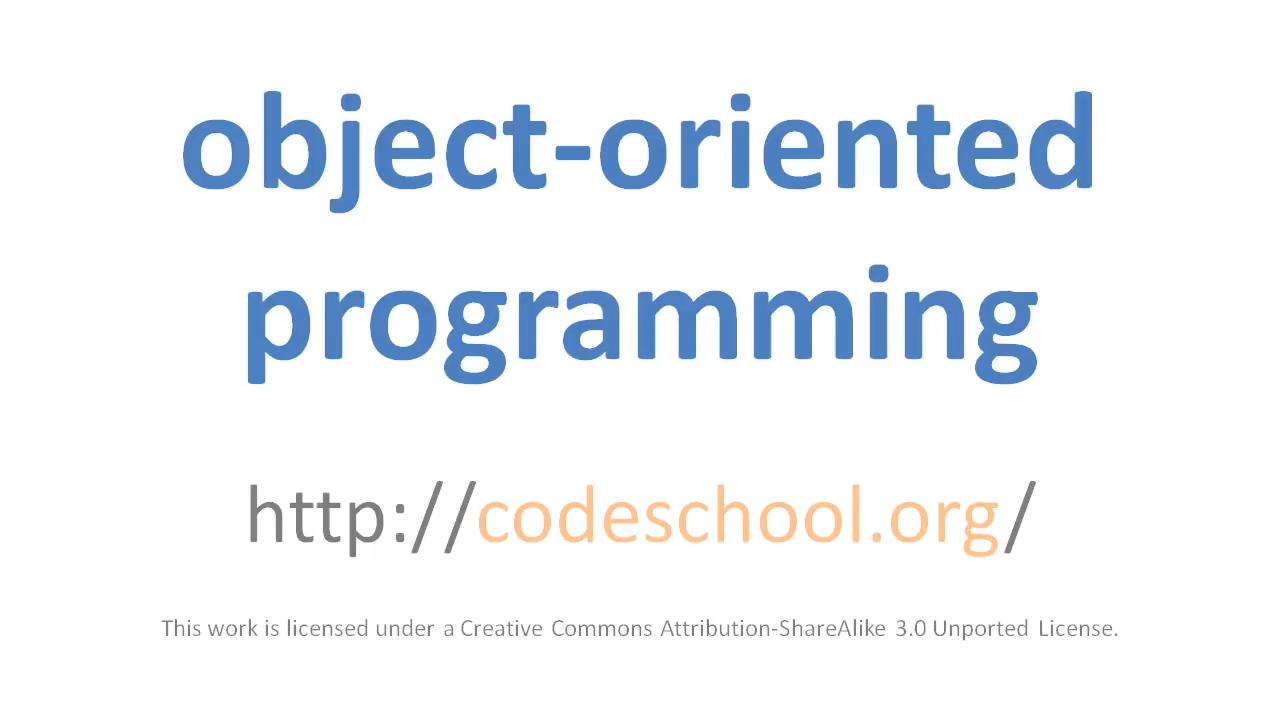 object-oriented
programming
http://codeschool.org/
This work is licensed under a Creative Commons Attribution-ShareAlike 3.0 Unported License.